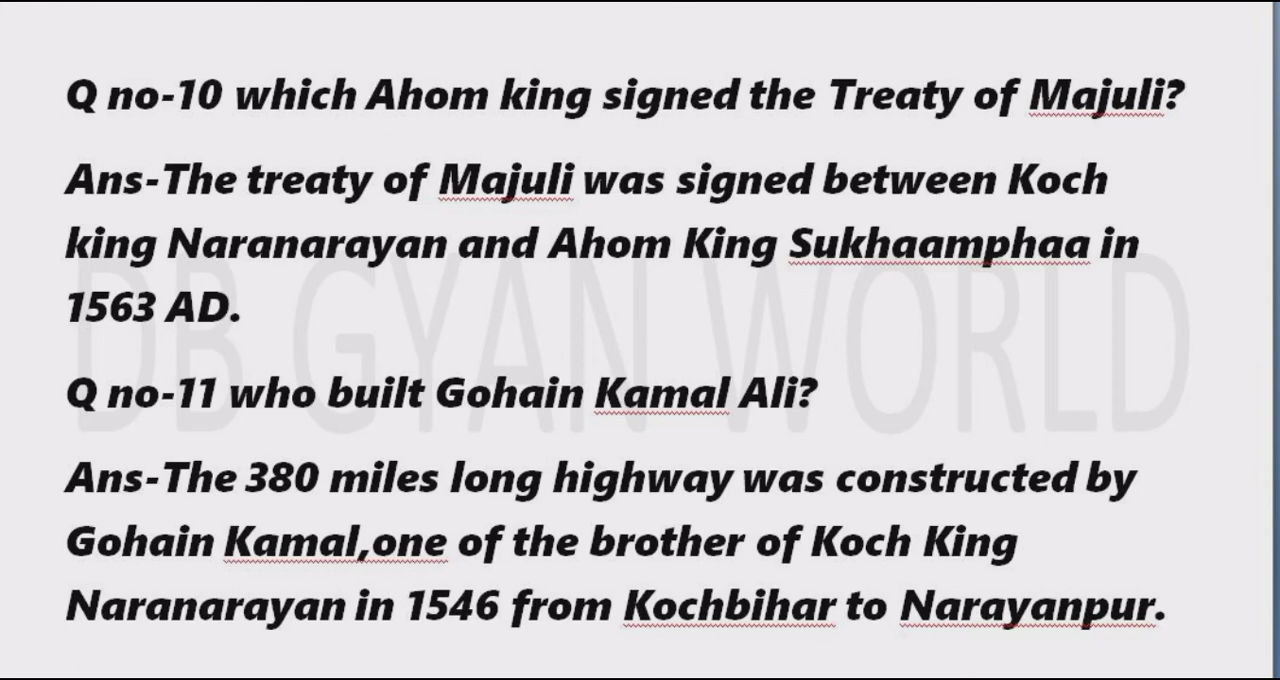 Q no-10 which Ahom king signed the Treaty of Majuli?
Ans-The treaty of Majuli was signed between Koch
king Naranarayan and Ahom King Sukhaamphaa in
1563 AD.
DB GYAN WORLD
Q no-11 who built Gohain Kamal Ali?
Ans-The 380 miles long highway was constructed by
Gohain Kamal,one of the brother of Koch King
Naranarayan in 1546 from Kochbihar to Narayanpur.